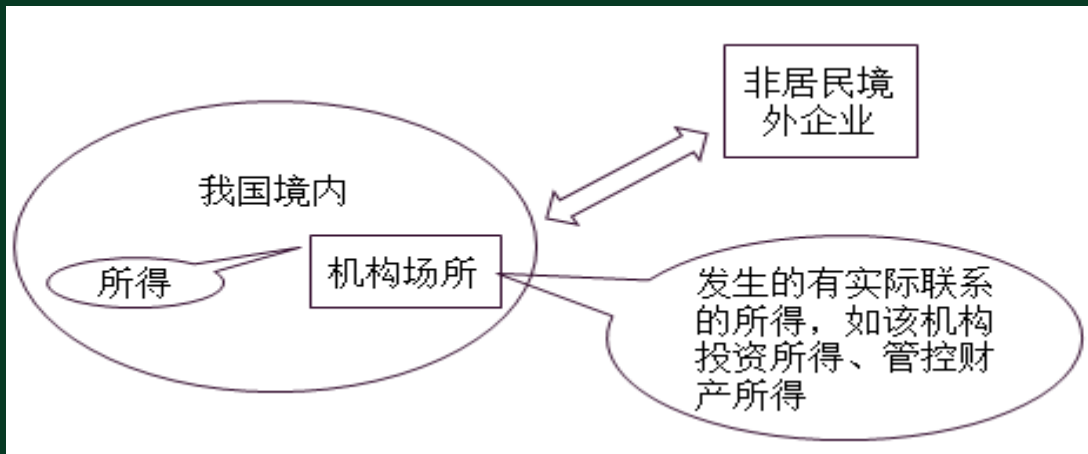 非居民境
外企业
我国境内
所得
机构场所
发生的有实际联系
的所得，如该机构
投资所得、管控财
产所得